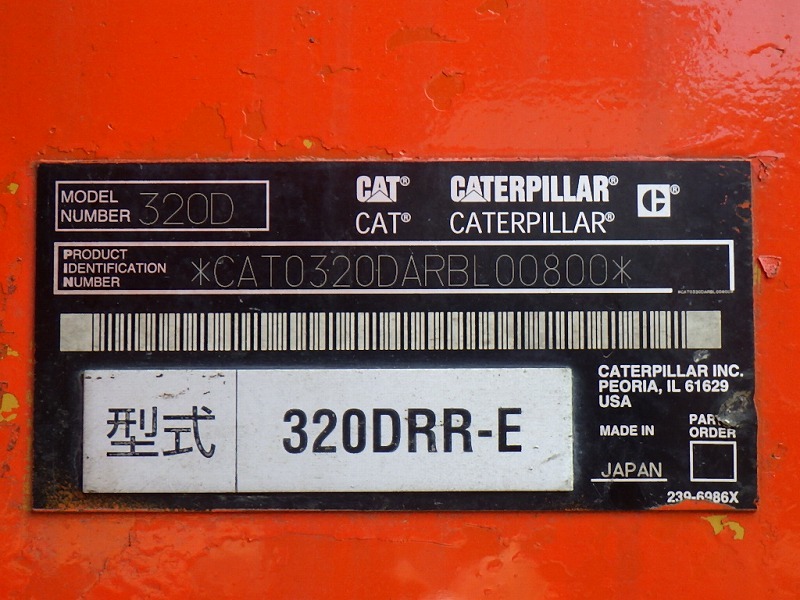 MODEL
NUMBER 320D
CAT® CATERPILLAR® C®
CAT® CATERPILLAR®
PRODUCT
IDENTIFICATION
NUMBER
*CAT0320DARBL00800*
型式 320DRR-E
CATERPILLAR INC.
PEORIA, IL 61629
USA
MADE IN
JAPAN
ORDER
239-6986X